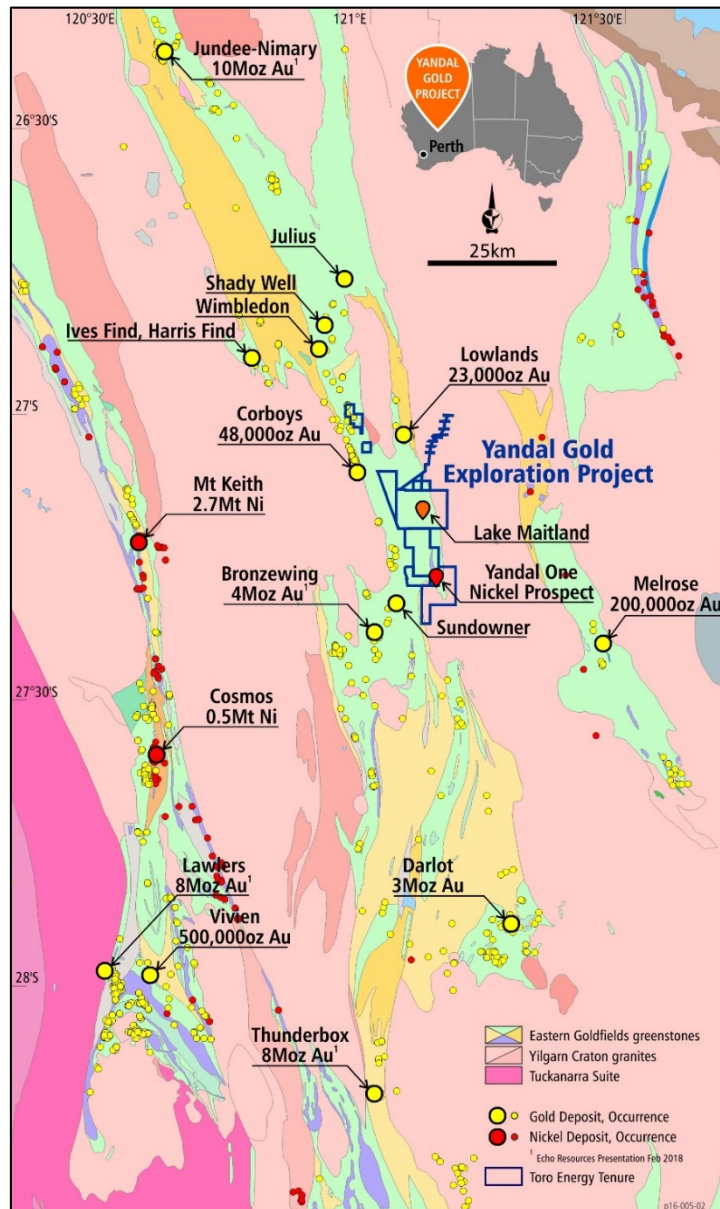 120°30'E
121°E
121°30'E
Jundee-Nimary
10Moz Au¹
YANDAL
GOLD
PROJECT
Perth
26°30'S
25km
Julius
Shady Well
Wimbledon
Ives Find, Harris Find
Lowlands
23,000oz Au
27°S
Corboys
48,000oz Au
Yandal Gold
Exploration Project
Mt Keith
2.7Mt Ni
Lake Maitland
Bronzewing
4Moz Au¹
Yandal One
Nickel Prospect
Melrose
200,000oz Au
Sundowner
27°30'S
Cosmos
0.5Mt Ni
Lawlers
8Moz Au¹
Vivien
500,000oz Au
Darlot
3Moz Au
28°S
Thunderbox
8Moz Au¹
Eastern Goldfields greenstones
Yilgarn Craton granites
Tuckanarra Suite
Gold Deposit, Occurrence
Nickel Deposit, Occurrence
¹ Echo Resources Presentation Feb 2018
Toro Energy Tenure
p16-005-02